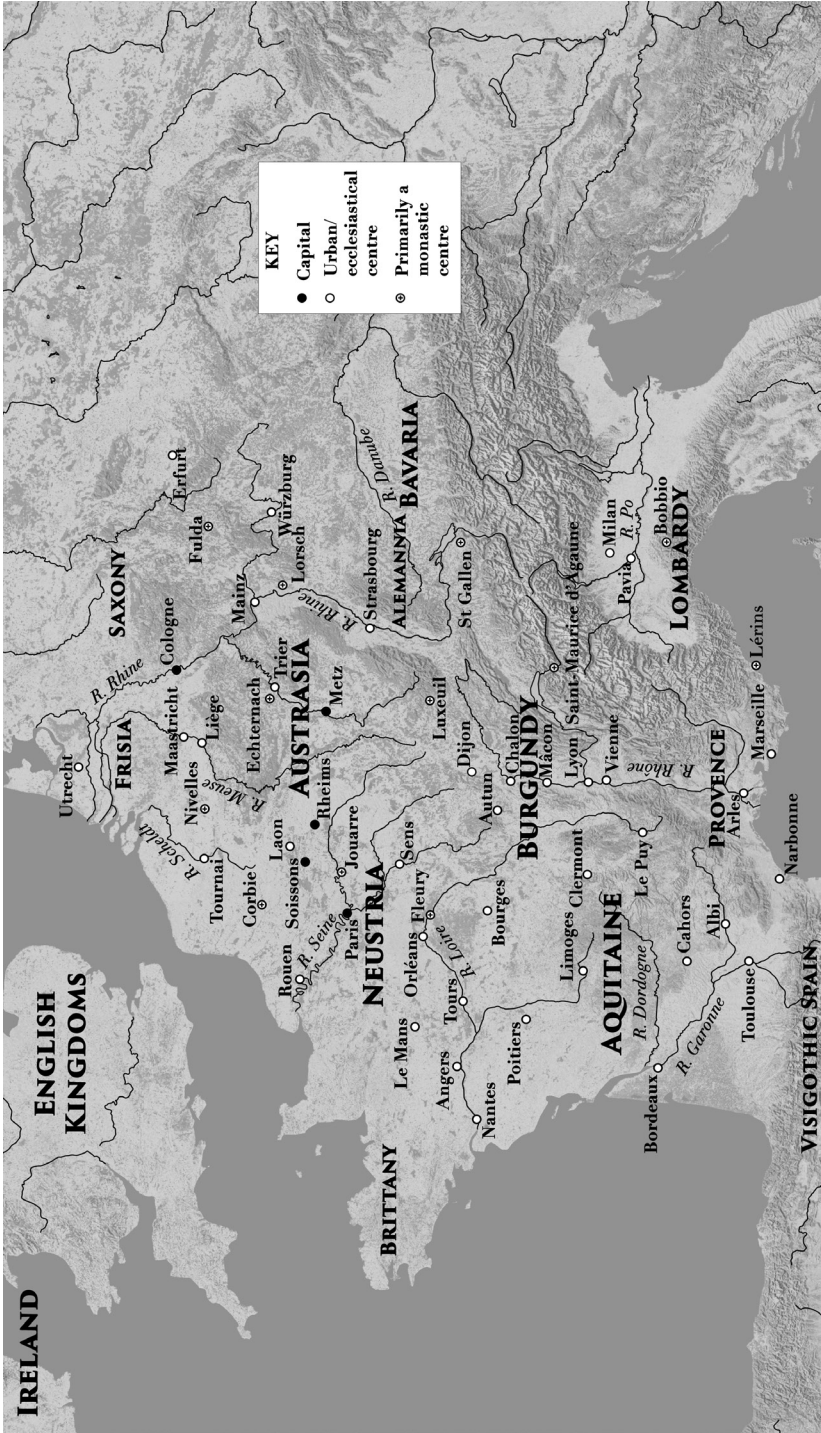 IRELAND
ENGLISH
KINGDOMS
BRITTANY
Utrecht
FRISIA
R. Rhine
SAXONY
Maastricht
Cologne
Liège
Nivelles
R. Scheldt
Tournai
R. Meuse
Corbie
Laon
Soissons
Rheims
Echternach
Trier
AUSTRASIA
Metz
Mainz
Fulda
Erfurt
Würzburg
Lorsch
R. Rhine
Strasbourg
ALEMANNIA
R. Danube
BAVARIA
St Gallen
Rouen
R. Seine
Paris
Jouarre
NEUSTRIA
Sens
Le Mans
Orléans
Fleury
R. Loire
Angers
Tours
Nantes
Poitiers
Bourges
Autun
Dijon
Luxeuil
Chalon
BURGUNDY
Mâcon
Lyon
Vienne
Saint-Maurice d'Agaune
R. Rhône
Clermont
Limoges
AQUITAINE
R. Dordogne
Le Puy
Cahors
Bordeaux
R. Garonne
Albi
Toulouse
PROVENCE
Arles
Marseille
Lérins
Narbonne
VISIGOTHIC SPAIN
Milan
R. Po
Pavia
Bobbio
LOMBARDY
KEY
Capital
Urban/
ecclesiastical
centre
Primarily a
monastic
centre